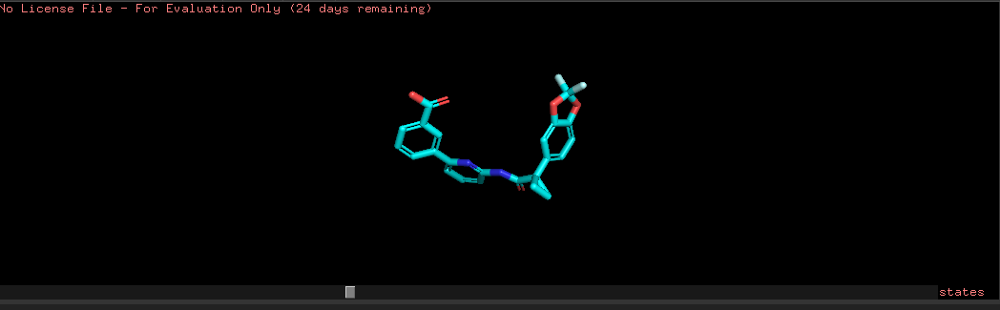 No License File - For Evaluation Only (24 days remaining)
states